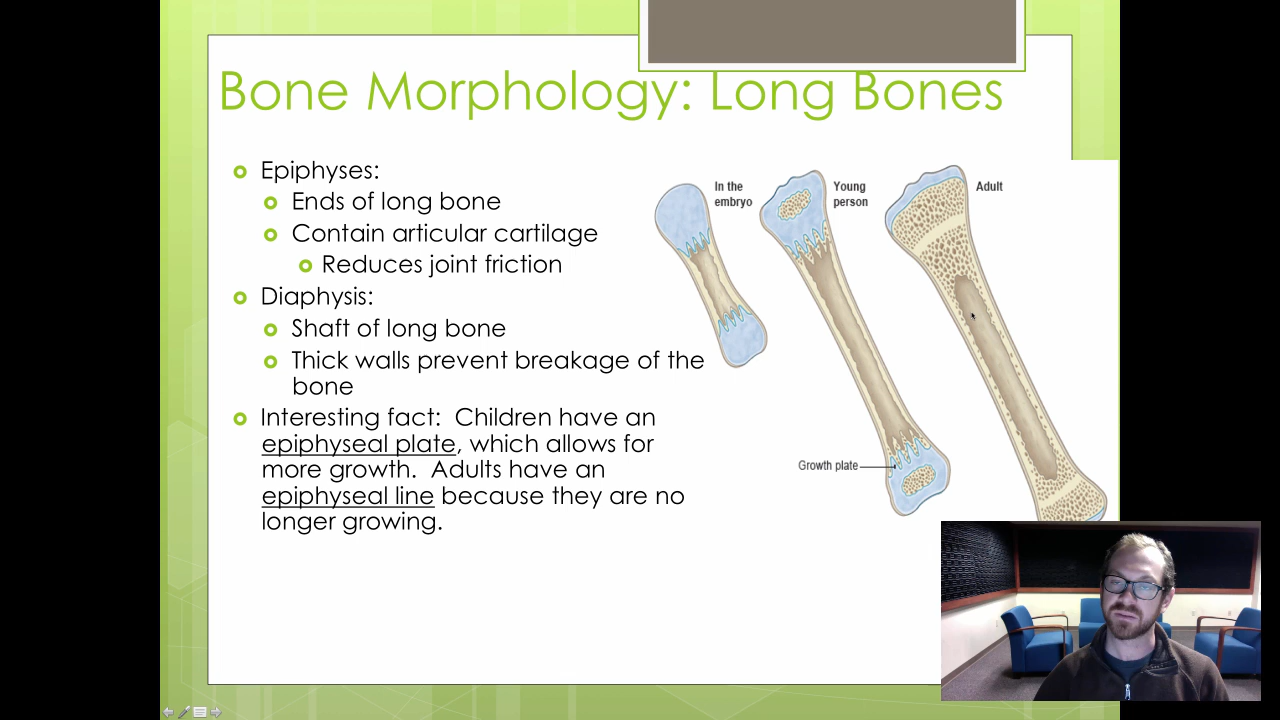 Bone Morphology: Long Bones
Epiphyses:
Ends of long bone
Contain articular cartilage
Reduces joint friction
Diaphysis:
Shaft of long bone
Thick walls prevent breakage of the
bone
Interesting fact:  Children have an
epiphyseal plate, which allows for
more growth.  Adults have an
epiphyseal line because they are no
longer growing.
In the
embryo
Young
person
Adult
Growth plate